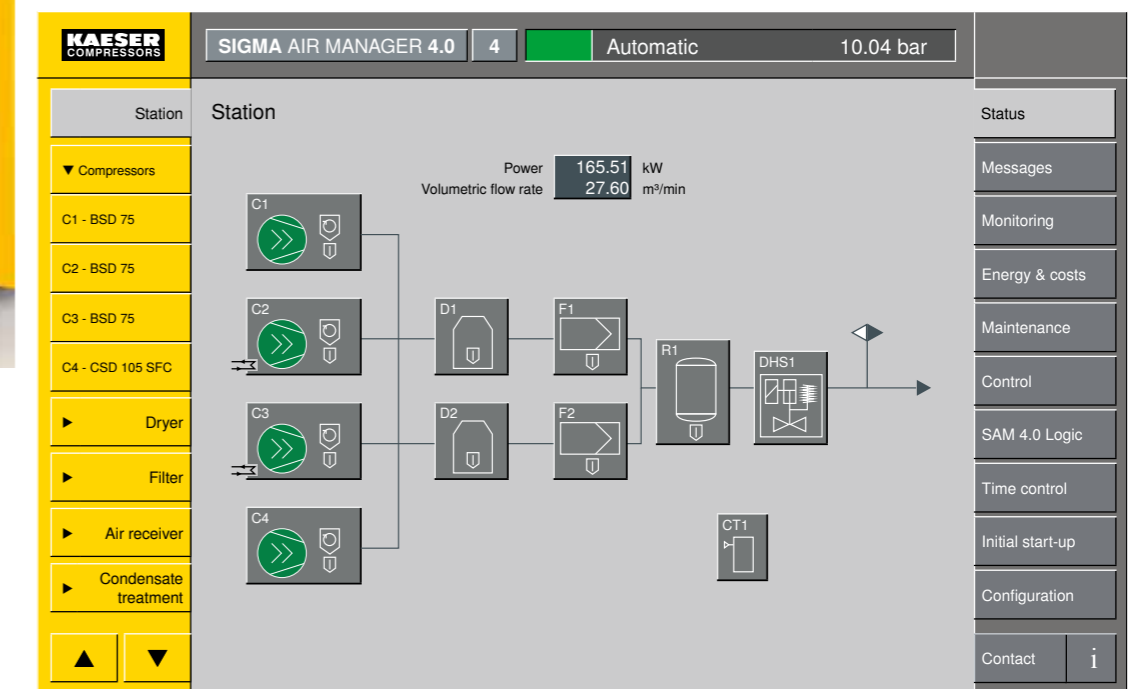 KAESER
COMPRESSORS
SIGMA AIR MANAGER 4.0
4
Automatic
10.04 bar
Station
▼ Compressors
C1 - BSD 75
C2 - BSD 75
C3 - BSD 75
C4 - CSD 105 SFC
► Dryer
► Filter
► Air receiver
► Condensate
treatment
▲ ▼
Station
Power 165.51 kW
Volumetric flow rate 27.60 m³/min
C1
C2
D1
F1
R1
DHS1
C3
D2
F2
C4
CT1
Status
Messages
Monitoring
Energy & costs
Maintenance
Control
SAM 4.0 Logic
Time control
Initial start-up
Configuration
Contact
i